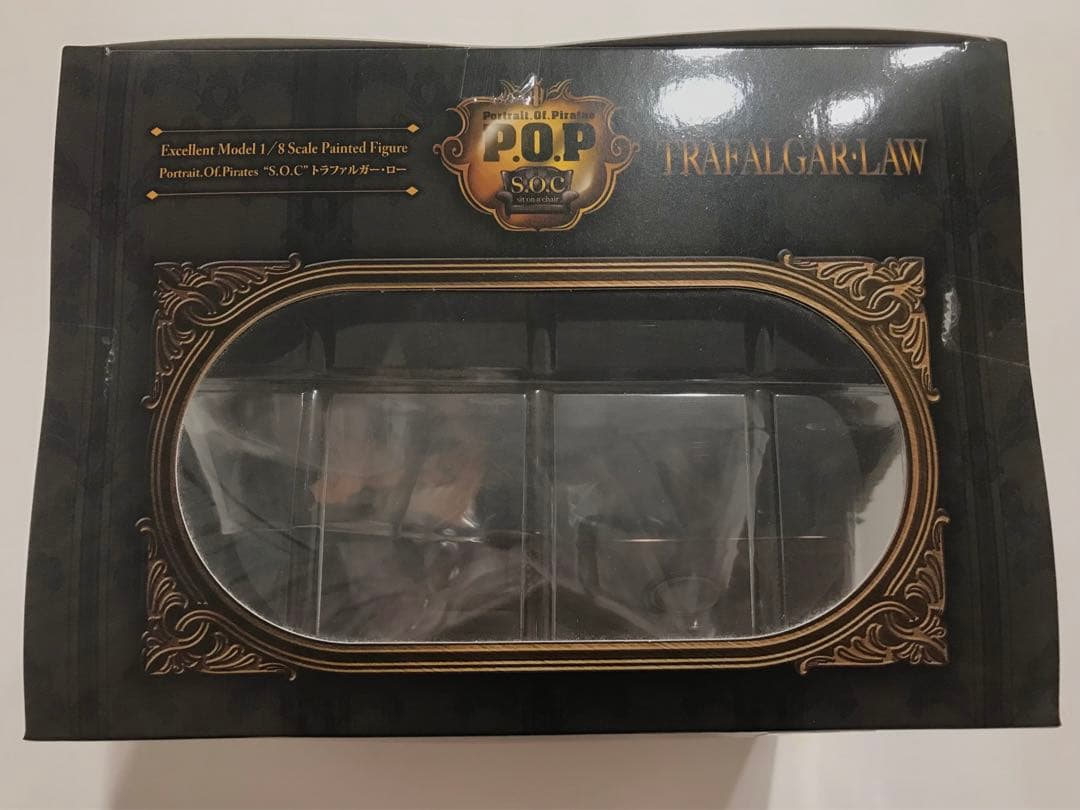 Excellent Model 1/8 Scale Painted Figure
Portrait.Of.Pirates "S.O.C" トラファルガー・ロー
Portrait.Of.Pirates
P.O.P
S.O.C
sit on a chair
TRAFALGAR・LAW